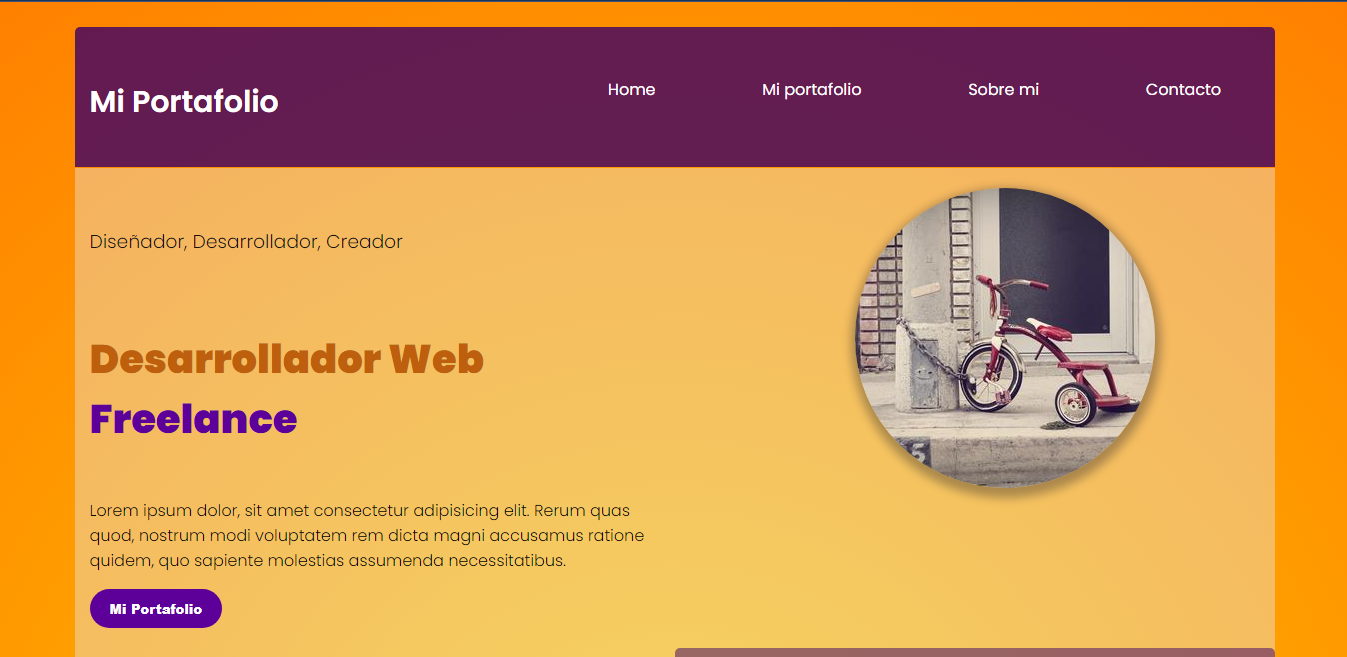 Mi Portafolio
Home
Mi portafolio
Sobre mi
Contacto
Diseñador, Desarrollador, Creador
Desarrollador Web
Freelance
Lorem ipsum dolor, sit amet consectetur adipisicing elit. Rerum quas
quod, nostrum modi voluptatem rem dicta magni accusamus ratione
quidem, quo sapiente molestias assumenda necessitatibus.
Mi Portafolio
5